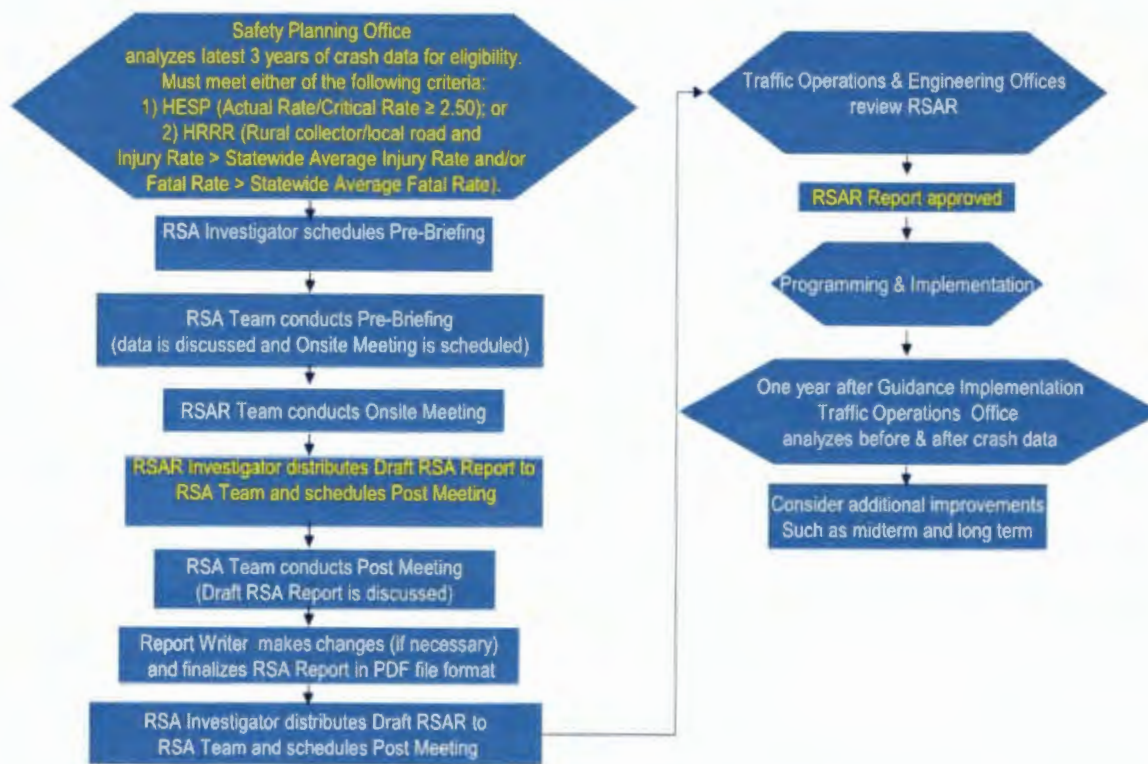 Safety Planning Office
analyzes latest 3 years of crash data for eligibility.
Must meet either of the following criteria:
1) HESP (Actual Rate/Critical Rate ≥ 2.50); or
2) HRRR (Rural collector/local road and
Injury Rate > Statewide Average Injury Rate and/or
Fatal Rate > Statewide Average Fatal Rate).
RSA Investigator schedules Pre-Briefing
RSA Team conducts Pre-Briefing
(data is discussed and Onsite Meeting is scheduled)
RSAR Team conducts Onsite Meeting
RSAR Investigator distributes Draft RSA Report to
RSA Team and schedules Post Meeting
RSA Team conducts Post Meeting
(Draft RSA Report is discussed)
Report Writer makes changes (if necessary)
and finalizes RSA Report in PDF file format
RSA Investigator distributes Draft RSAR to
RSA Team and schedules Post Meeting
Traffic Operations & Engineering Offices
review RSAR
RSAR Report approved
Programming & Implementation
One year after Guidance Implementation
Traffic Operations Office
analyzes before & after crash data
Consider additional improvements
Such as midterm and long term